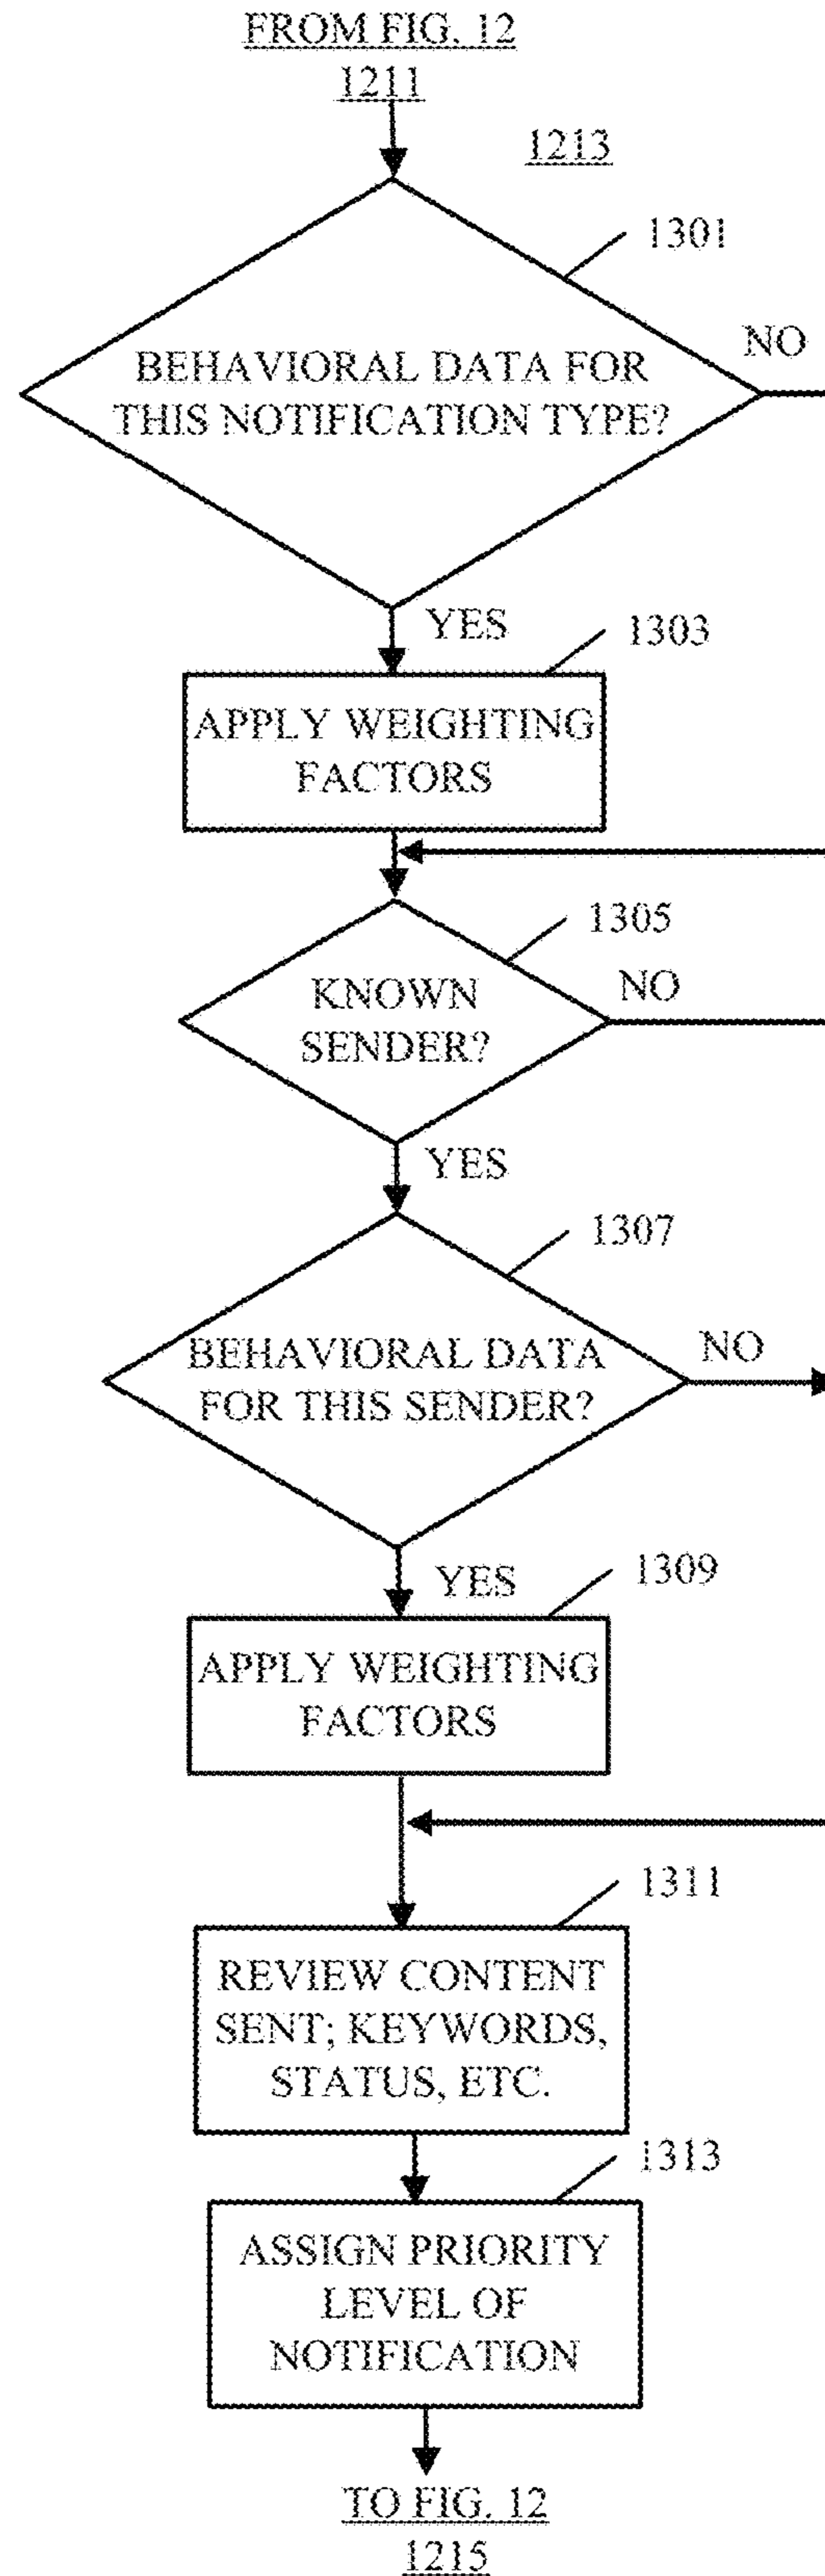 FROM FIG. 12
1211
1213
1301
NO
BEHAVIORAL DATA FOR
THIS NOTIFICATION TYPE?
YES
1303
APPLY WEIGHTING
FACTORS
1305
NO
KNOWN
SENDER?
YES
1307
NO
BEHAVIORAL DATA
FOR THIS SENDER?
YES
1309
APPLY WEIGHTING
FACTORS
1311
REVIEW CONTENT
SENT; KEYWORDS,
STATUS, ETC.
1313
ASSIGN PRIORITY
LEVEL OF
NOTIFICATION
TO FIG. 12
1215